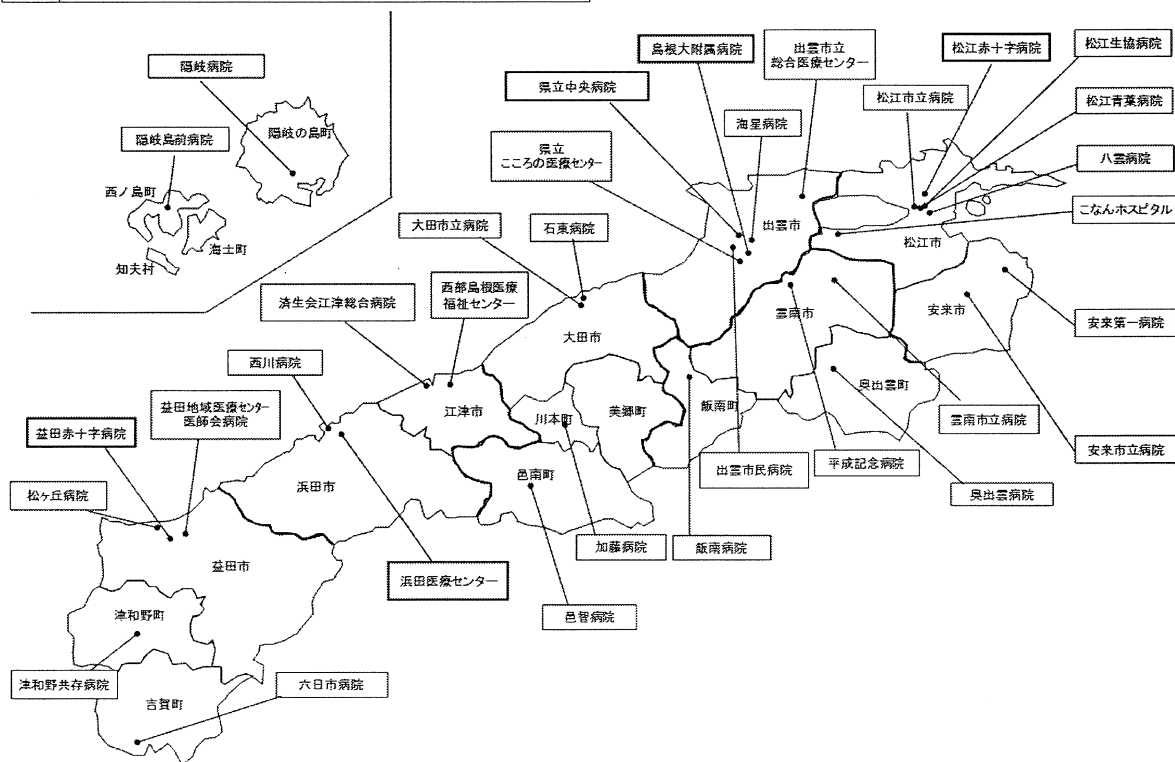 隠岐病院
隠岐の島町
隠岐島前病院
西ノ島町
海士町
知夫村
島根大附属病院
出雲市立
総合医療センター
松江赤十字病院
松江生協病院
県立中央病院
松江市立病院
松江青葉病院
海星病院
県立
こころの医療センター
八雲病院
こなんホスピタル
出雲市
松江市
大田市立病院
石東病院
済生会江津総合病院
西部島根医療
福祉センター
雲南市
安来市
安来第一病院
大田市
西川病院
奥出雲町
益田地域医療センター
医師会病院
江津市
川本町
美郷町
飯南町
雲南市立病院
益田赤十字病院
安来市立病院
出雲市民病院
平成記念病院
邑南町
浜田市
奥出雲病院
松ヶ丘病院
加藤病院
飯南病院
益田市
浜田医療センター
津和野町
邑智病院
津和野共存病院
六日市病院
吉賀町